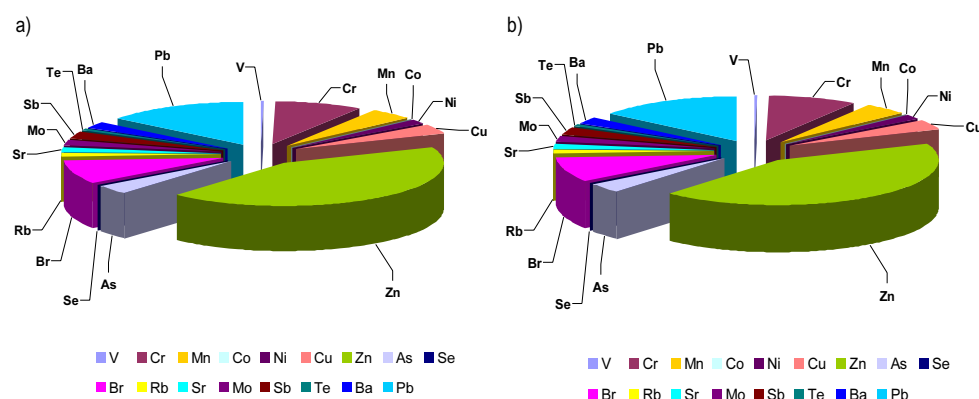 a)
Pb
V
Cr
Mn
Co
Ni
Cu
Te
Ba
Sb
Mo
Sr
Rb
Br
Se
As
Zn
V Cr Mn Co Ni Cu Zn As Se
Br Rb Sr Mo Sb Te Ba Pb
b)
Pb
V
Cr
Mn
Co
Ni
Cu
Te
Ba
Sb
Mo
Sr
Rb
Br
Se
As
Zn
V Cr Mn Co Ni Cu Zn As Se
Br Rb Sr Mo Sb Te Ba Pb